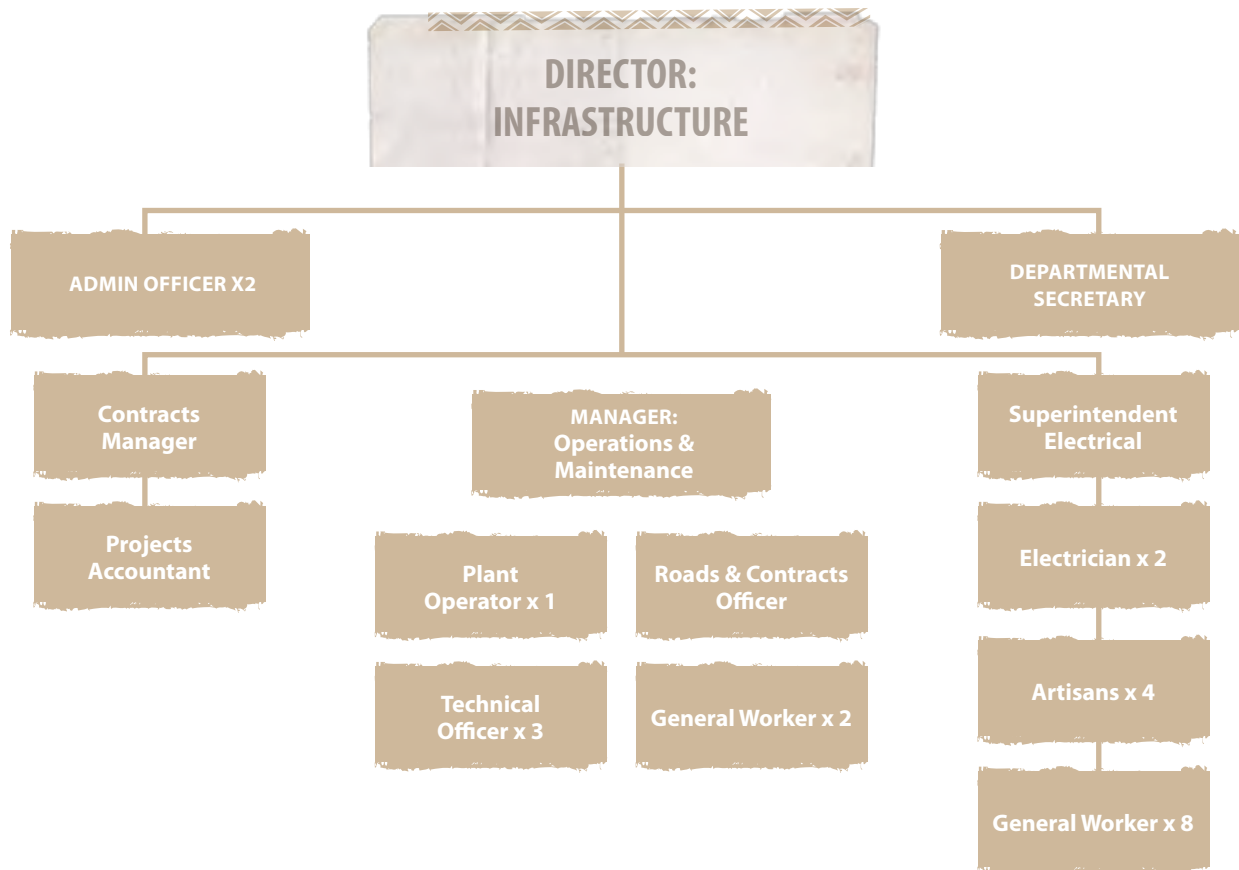 DIRECTOR:
INFRASTRUCTURE
ADMIN OFFICER X2
DEPARTMENTAL
SECRETARY
Contracts
Manager
MANAGER:
Operations &
Maintenance
Superintendent
Electrical
Projects
Accountant
Plant
Operator x 1
Roads & Contracts
Officer
Electrician x 2
Technical
Officer x 3
General Worker x 2
Artisans x 4
General Worker x 8